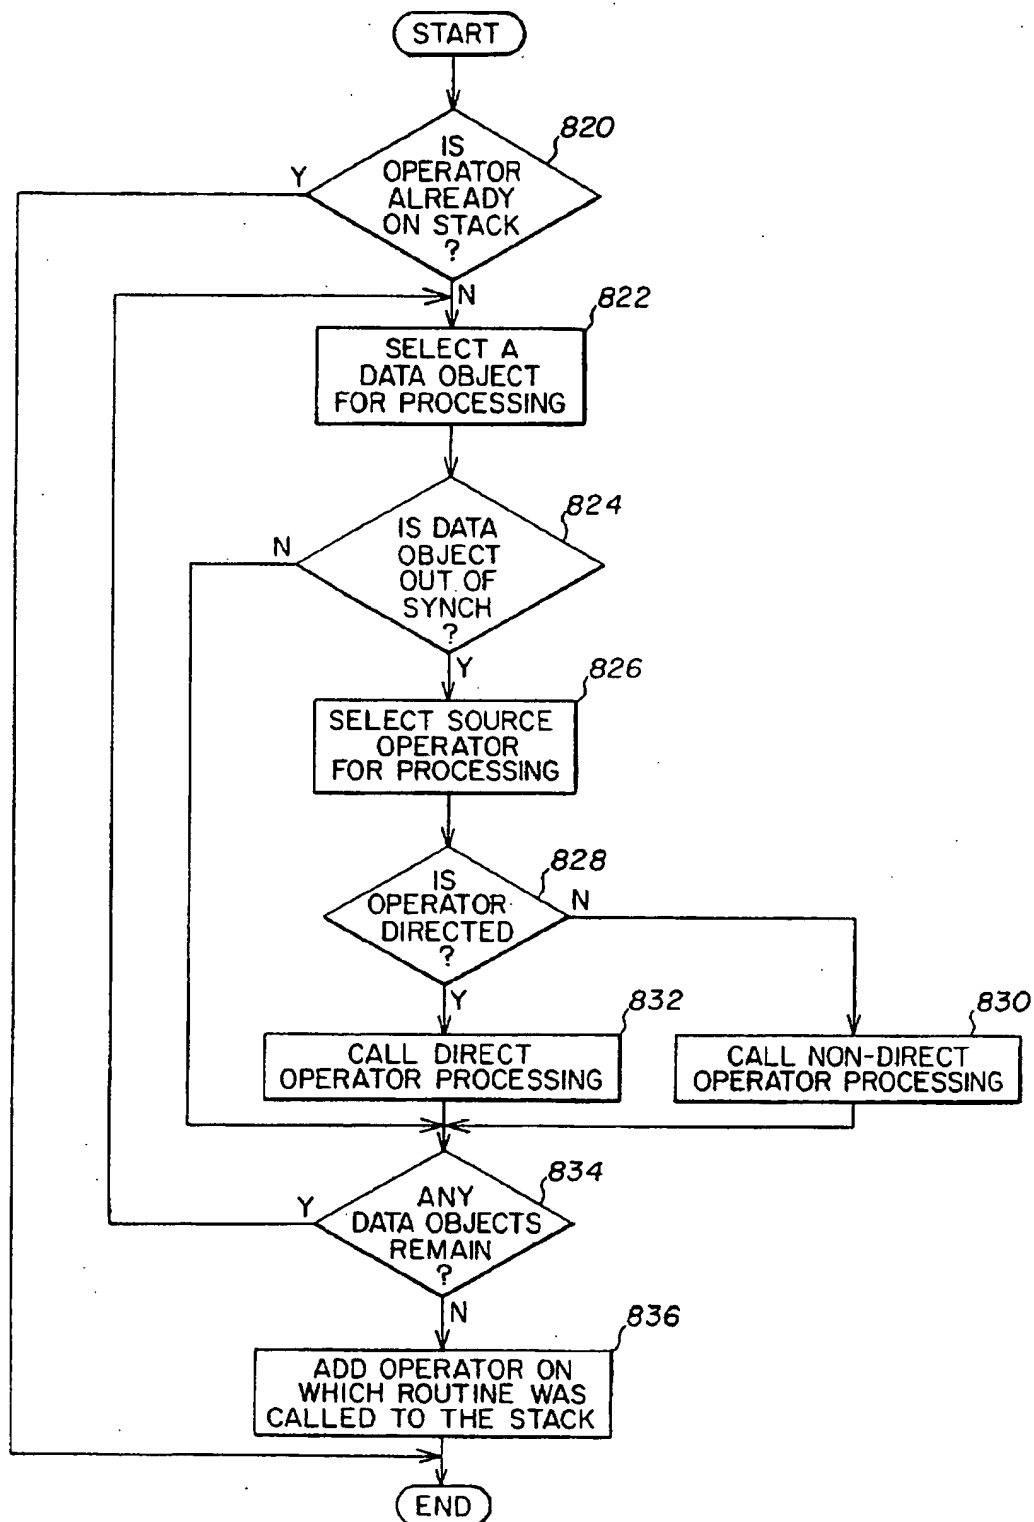 START
820
IS
OPERATOR
ALREADY
ON STACK
?
Y
N
822
SELECT A
DATA OBJECT
FOR PROCESSING
824
IS DATA
OBJECT
OUT OF
SYNCH
?
N
Y
826
SELECT SOURCE
OPERATOR
FOR PROCESSING
828
IS
OPERATOR
DIRECTED
?
N
Y
832
CALL DIRECT
OPERATOR PROCESSING
830
CALL NON-DIRECT
OPERATOR PROCESSING
834
ANY
DATA OBJECTS
REMAIN
?
Y
N
836
ADD OPERATOR ON
WHICH ROUTINE WAS
CALLED TO THE STACK
END